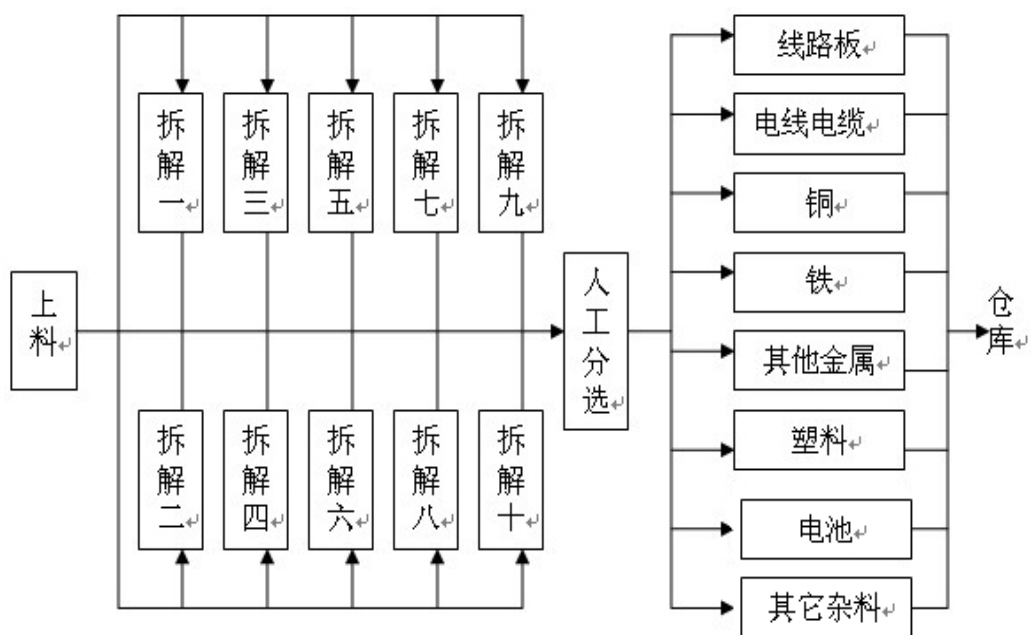 上料
拆解一
拆解三
拆解五
拆解七
拆解九
拆解二
拆解四
拆解六
拆解八
拆解十
人工分选
线路板
电线电缆
铜
铁
其他金属
塑料
电池
其它杂料
仓库